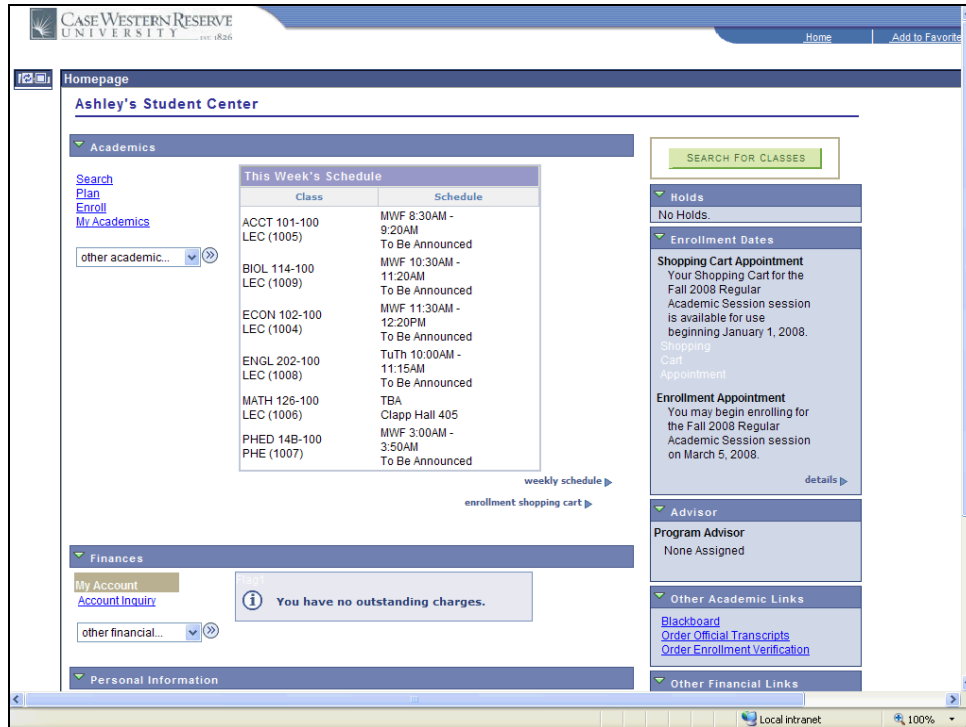 CASE WESTERN RESERVE
UNIVERSITY EST. 1826
Home
Add to Favorite
Homepage
Ashley's Student Center
Academics
Search
Plan
Enroll
My Academics
other academic...
This Week's Schedule
Class Schedule
ACCT 101-100
LEC (1005)
MWF 8:30AM -
9:20AM
To Be Announced
BIOL 114-100
LEC (1009)
MWF 10:30AM -
11:20AM
To Be Announced
ECON 102-100
LEC (1004)
MWF 11:30AM -
12:20PM
To Be Announced
ENGL 202-100
LEC (1008)
TuTh 10:00AM -
11:15AM
To Be Announced
MATH 126-100
LEC (1006)
TBA
Clapp Hall 405
PHED 14B-100
PHE (1007)
MWF 3:00AM -
3:50AM
To Be Announced
weekly schedule
enrollment shopping cart
Finances
My Account
Account Inquiry
other financial...
Flag1
You have no outstanding charges.
Personal Information
SEARCH FOR CLASSES
Holds
No Holds.
Enrollment Dates
Shopping Cart Appointment
Your Shopping Cart for the
Fall 2008 Regular
Academic Session session
is available for use
beginning January 1, 2008.
Shopping
Cart
Appointment
Enrollment Appointment
You may begin enrolling for
the Fall 2008 Regular
Academic Session session
on March 5, 2008.
details
Advisor
Program Advisor
None Assigned
Other Academic Links
Blackboard
Order Official Transcripts
Order Enrollment Verification
Other Financial Links
Local intranet
100%